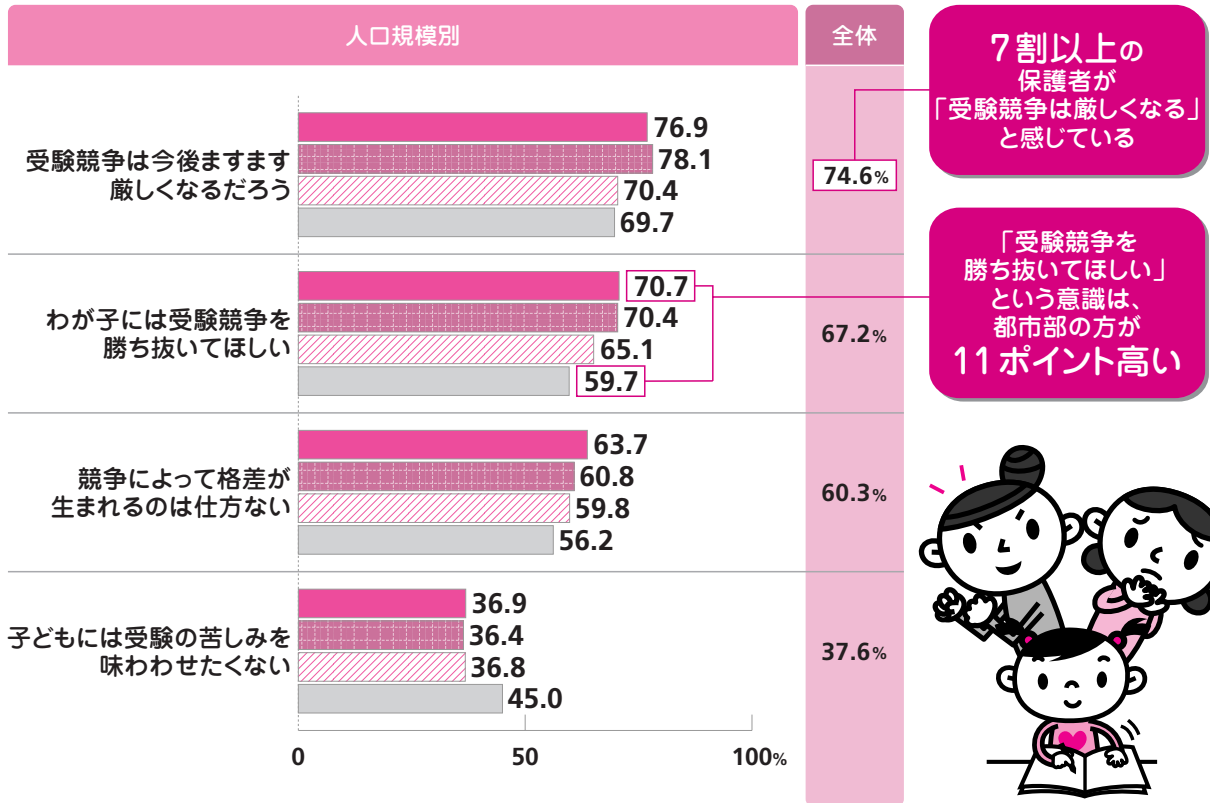 人口規模別
全体
受験競争は今後ますます
厳しくなるだろう
76.9
78.1
70.4
69.7
74.6%
わが子には受験競争を
勝ち抜いてほしい
70.7
70.4
65.1
59.7
67.2%
競争によって格差が
生まれるのは仕方ない
63.7
60.8
59.8
56.2
60.3%
子どもには受験の苦しみを
味わわせたくない
36.9
36.4
36.8
45.0
37.6%
0
50
100%
7割以上の
保護者が
「受験競争は厳しくなる」
と感じている
「受験競争を
勝ち抜いてほしい」
という意識は、
都市部の方が
11ポイント高い